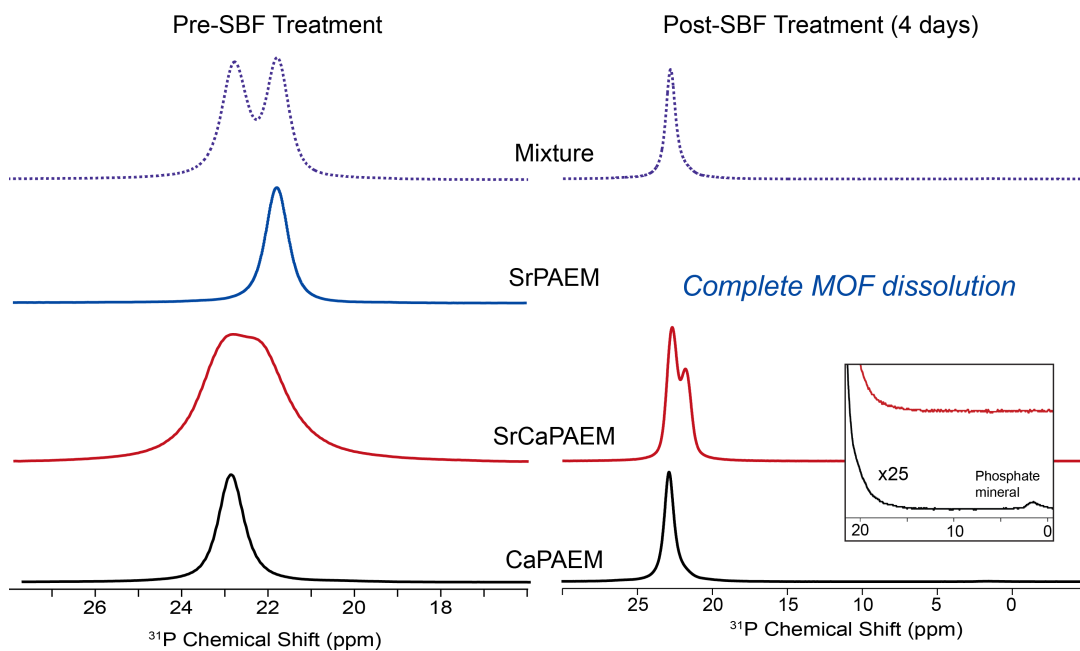 Pre-SBF Treatment
Post-SBF Treatment (4 days)
Mixture
SrPAEM
Complete MOF dissolution
SrCaPAEM
x25
Phosphate
mineral
20 10 0
CaPAEM
26 24 22 20 18
25 20 15 10 5 0
³¹P Chemical Shift (ppm)
³¹P Chemical Shift (ppm)